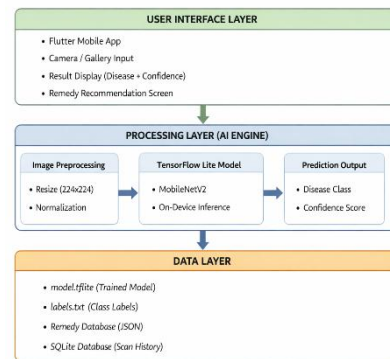 USER INTERFACE LAYER
• Flutter Mobile App
• Camera / Gallery Input
• Result Display (Disease + Confidence)
• Remedy Recommendation Screen
PROCESSING LAYER (AI ENGINE)
Image Preprocessing
• Resize (224x224)
• Normalization
TensorFlow Lite Model
• MobileNetV2
• On-Device Inference
Prediction Output
• Disease Class
• Confidence Score
DATA LAYER
• model.tflite (Trained Model)
• labels.txt (Class Labels)
• Remedy Database (JSON)
• SQLite Database (Scan History)